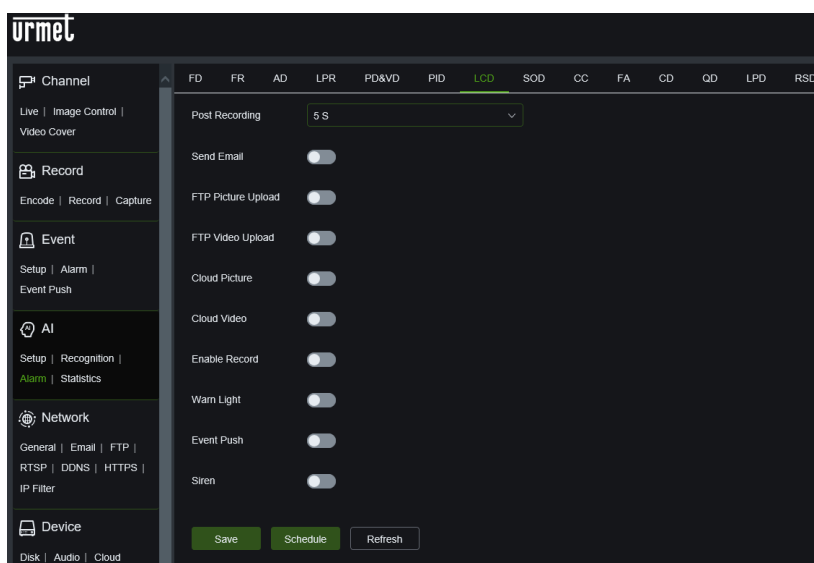 urmet
Channel
Live | Image Control |
Video Cover
Record
Encode | Record | Capture
Event
Setup | Alarm |
Event Push
AI
Setup | Recognition |
Alarm | Statistics
Network
General | Email | FTP |
RTSP | DDNS | HTTPS |
IP Filter
Device
Disk | Audio | Cloud
FD FR AD LPR PD&VD PID LCD SOD CC FA CD QD LPD RSD
Post Recording 5 S
Send Email
FTP Picture Upload
FTP Video Upload
Cloud Picture
Cloud Video
Enable Record
Warn Light
Event Push
Siren
Save Schedule Refresh